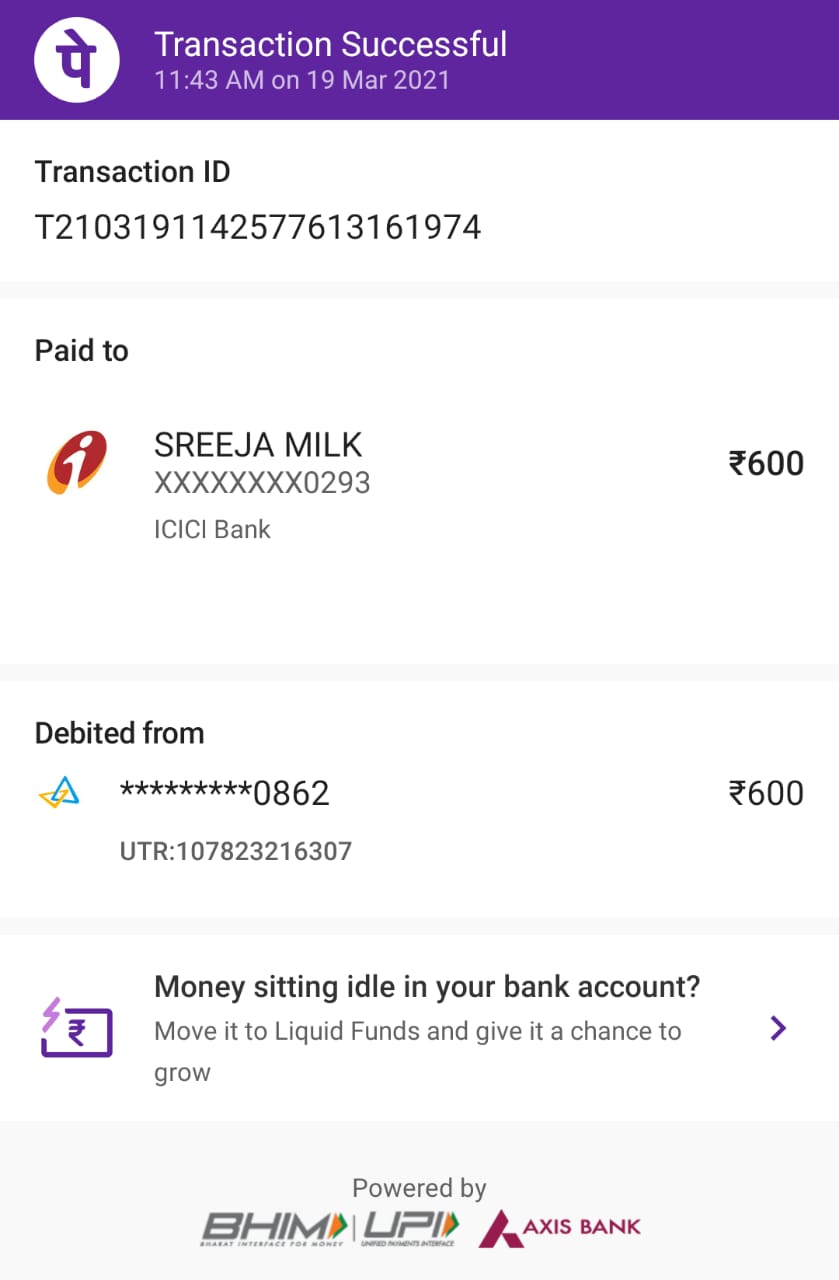 पे
Transaction Successful
11:43 AM on 19 Mar 2021
Transaction ID
T2103191142577613161974
Paid to
SREEJA MILK
₹600
XXXXXXXX0293
ICICI Bank
Debited from
*********0862
₹600
UTR:107823216307
Money sitting idle in your bank account?
Move it to Liquid Funds and give it a chance to
grow
Powered by
BHIM UPI AXIS BANK
BHARAT INTERFACE FOR MONEY UNIFIED PAYMENTS INTERFACE